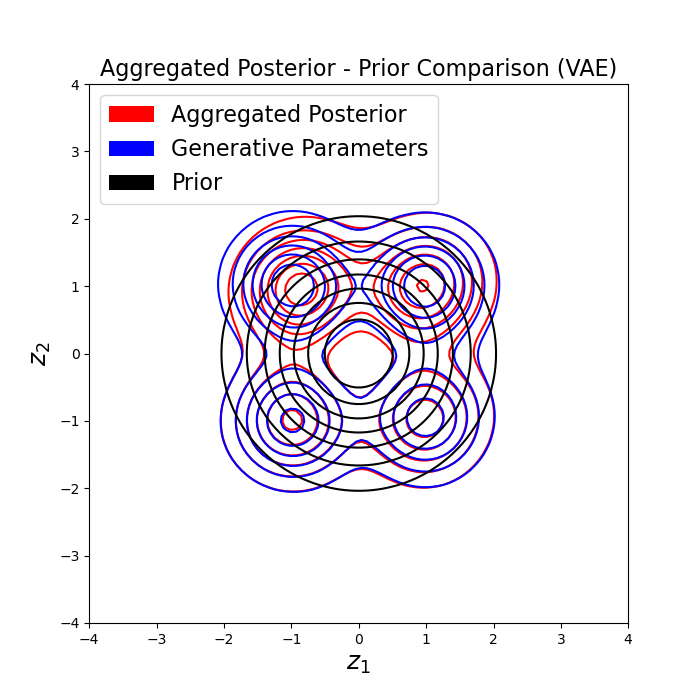 Aggregated Posterior - Prior Comparison (VAE)
Aggregated Posterior
Generative Parameters
Prior
4
3
2
1
0
−1
−2
−3
−4
z2
−4 −3 −2 −1 0 1 2 3 4
z1